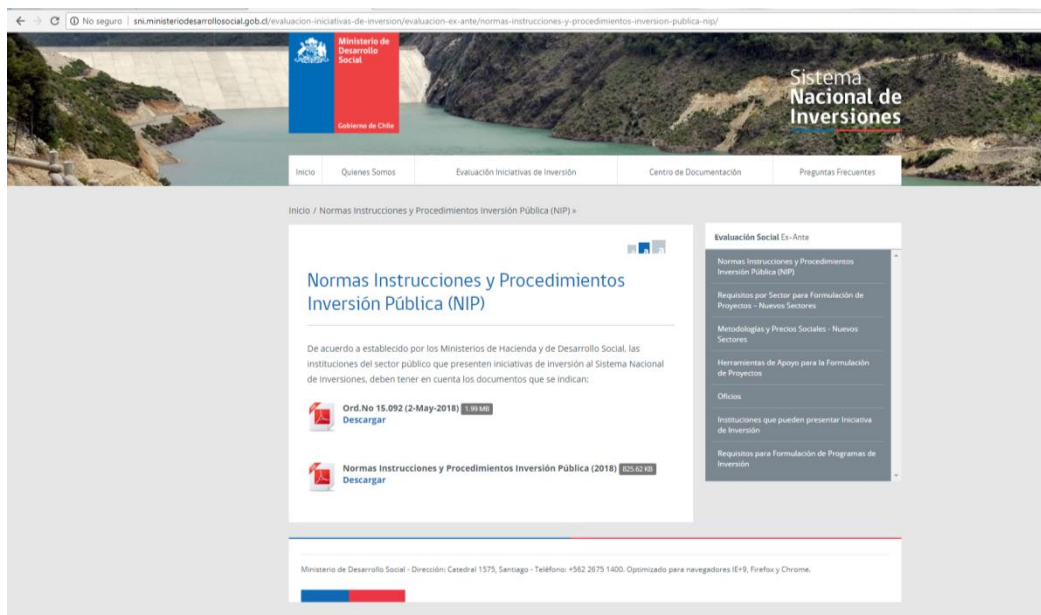 No seguro | sni.ministeriodesarrollosocial.gob.cl/evaluacion-iniciativas-de-inversion/evaluacion-ex-ante/normas-instrucciones-y-procedimientos-inversion-publica-nip/
Ministerio de
Desarrollo
Social
Gobierno de Chile
Sistema
Nacional de
Inversiones
Inicio
Quienes Somos
Evaluación Iniciativas de Inversión
Centro de Documentación
Preguntas Frecuentes
Inicio / Normas Instrucciones y Procedimientos Inversión Pública (NIP) »
a a a
Normas Instrucciones y Procedimientos
Inversión Pública (NIP)
De acuerdo a establecido por los Ministerios de Hacienda y de Desarrollo Social, las
instituciones del sector público que presenten iniciativas de inversión al Sistema Nacional
de Inversiones, deben tener en cuenta los documentos que se indican:
Ord.No 15.092 (2-May-2018) 1.99 MB
Descargar
Normas Instrucciones y Procedimientos Inversión Pública (2018) 825.62 KB
Descargar
Evaluación Social Ex-Ante
Normas Instrucciones y Procedimientos
Inversión Pública (NIP)
Requisitos por Sector para Formulación de
Proyectos – Nuevos Sectores
Metodologías y Precios Sociales - Nuevos
Sectores
Herramientas de Apoyo para la Formulación
de Proyectos
Oficios
Instituciones que pueden presentar Iniciativa
de Inversión
Requisitos para Formulación de Programas de
Inversión
Ministerio de Desarrollo Social - Dirección: Catedral 1575, Santiago - Teléfono: +562 2675 1400. Optimizado para navegadores IE+9, Firefox y Chrome.